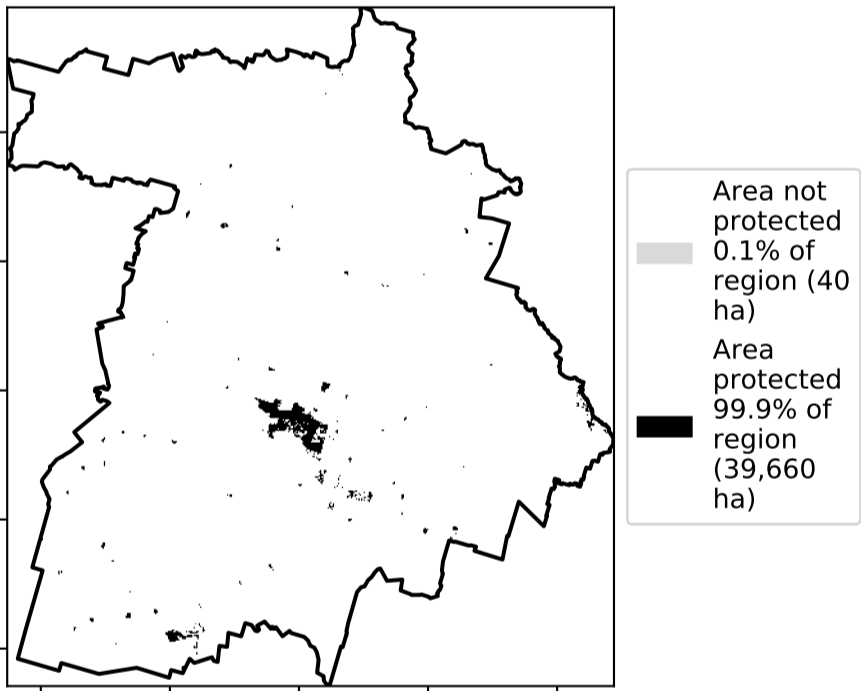 Area not
protected
0.1% of
region (40
ha)
Area
protected
99.9% of
region
(39,660
ha)